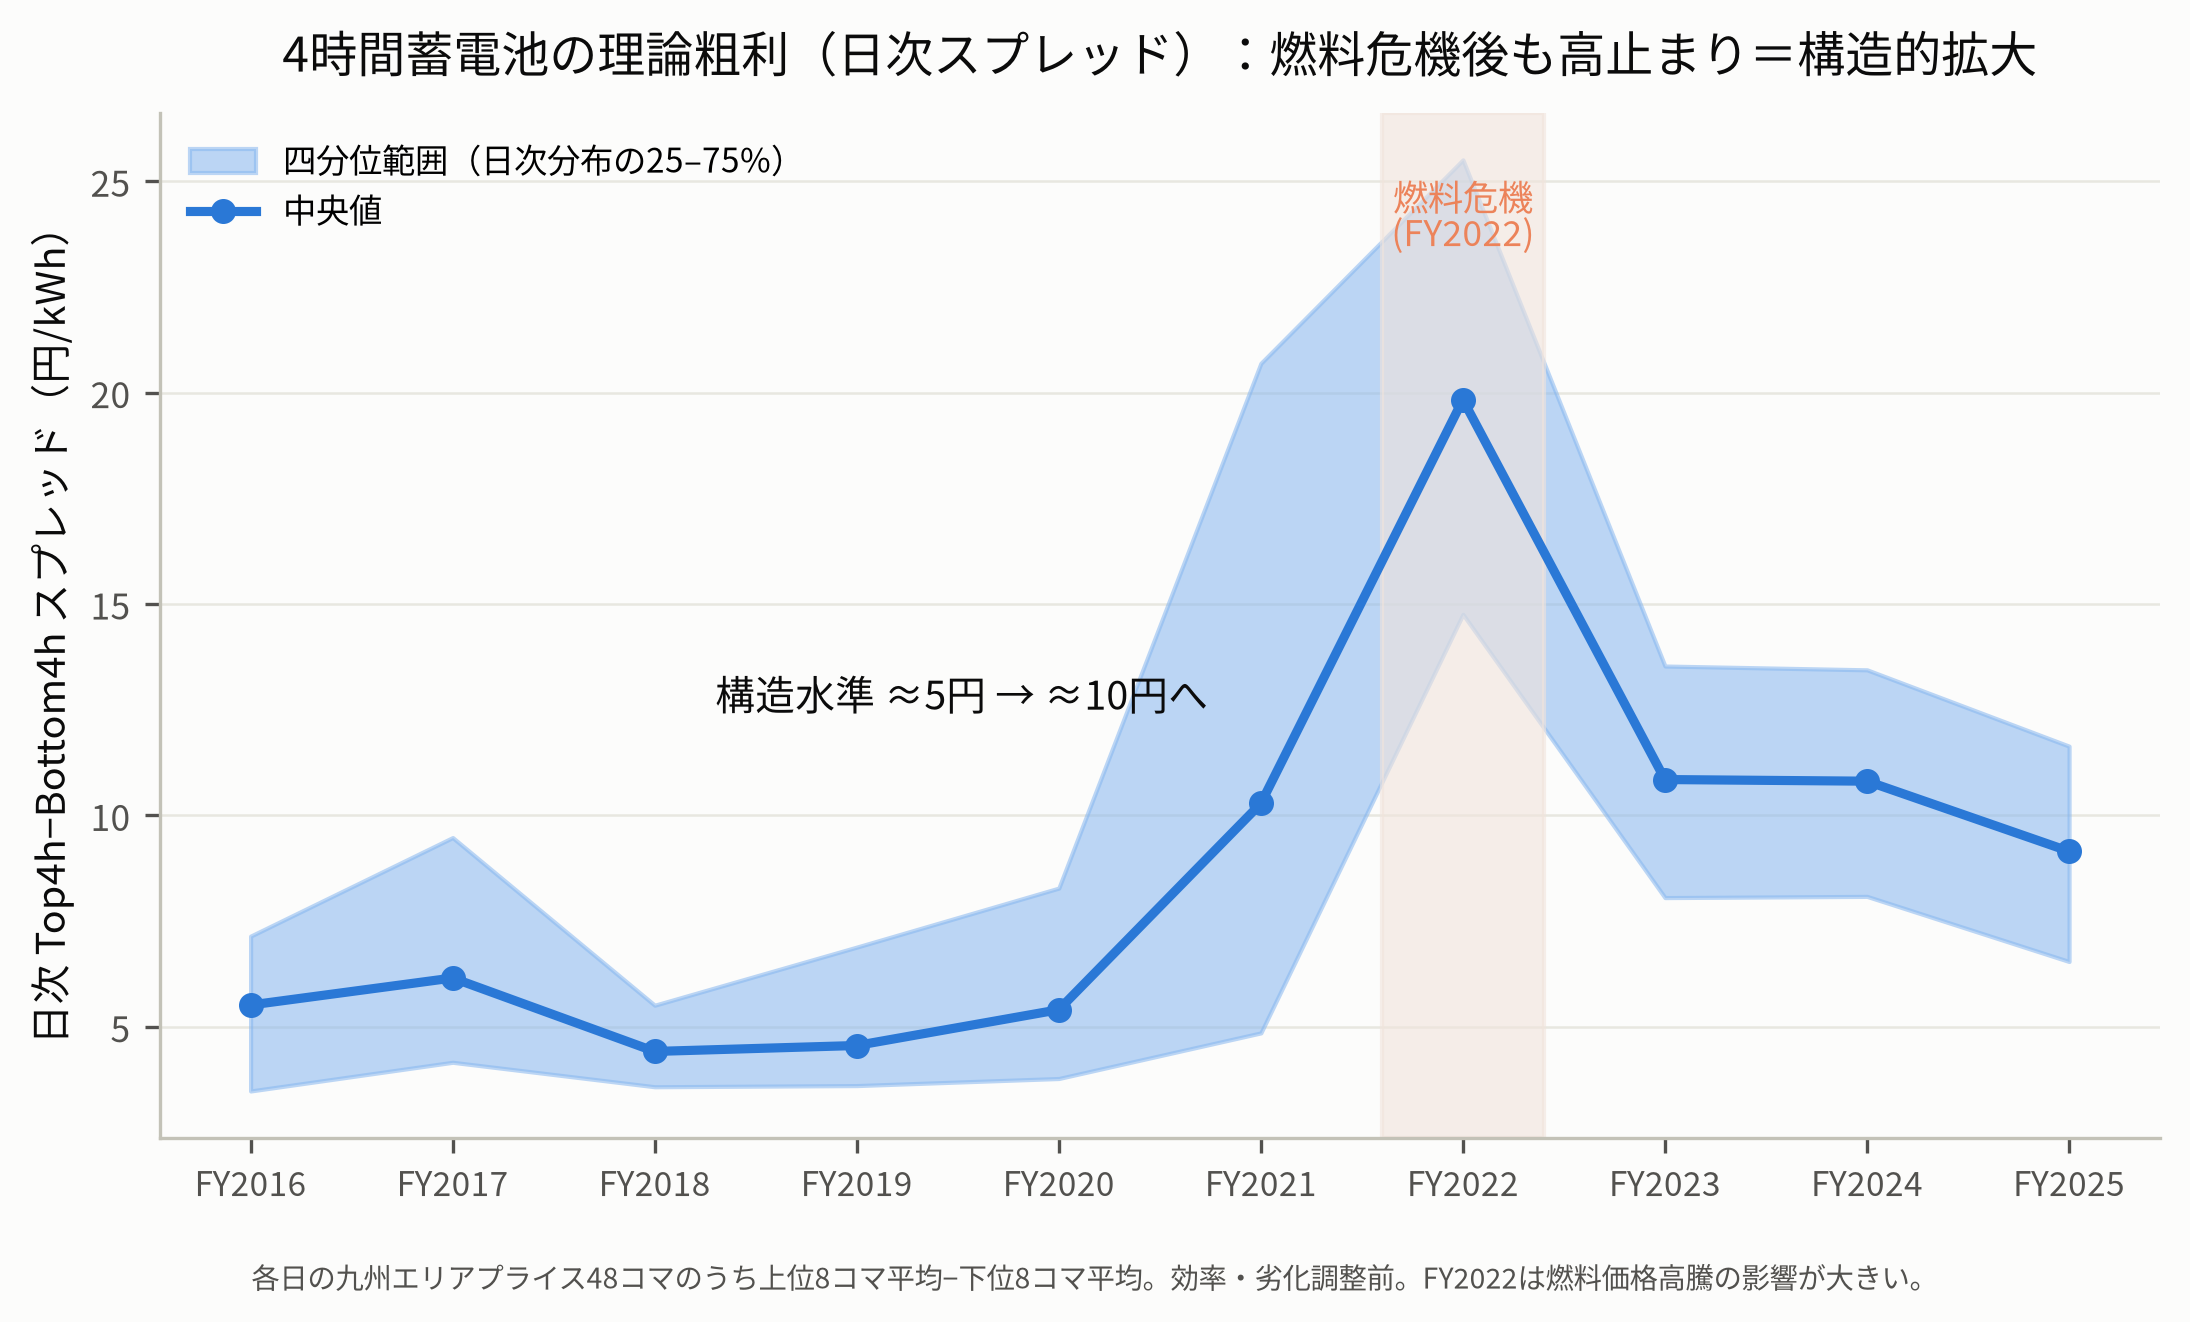 4時間蓄電池の理論粗利（日次スプレッド）：燃料危機後も高止まり＝構造的拡大
四分位範囲（日次分布の25–75%）
中央値
燃料危機
(FY2022)
構造水準 ≈5円 → ≈10円へ
日次 Top4h−Bottom4h スプレッド（円/kWh）
25
20
15
10
5
FY2016
FY2017
FY2018
FY2019
FY2020
FY2021
FY2022
FY2023
FY2024
FY2025
各日の九州エリアプライス48コマのうち上位8コマ平均−下位8コマ平均。効率・劣化調整前。FY2022は燃料価格高騰の影響が大きい。